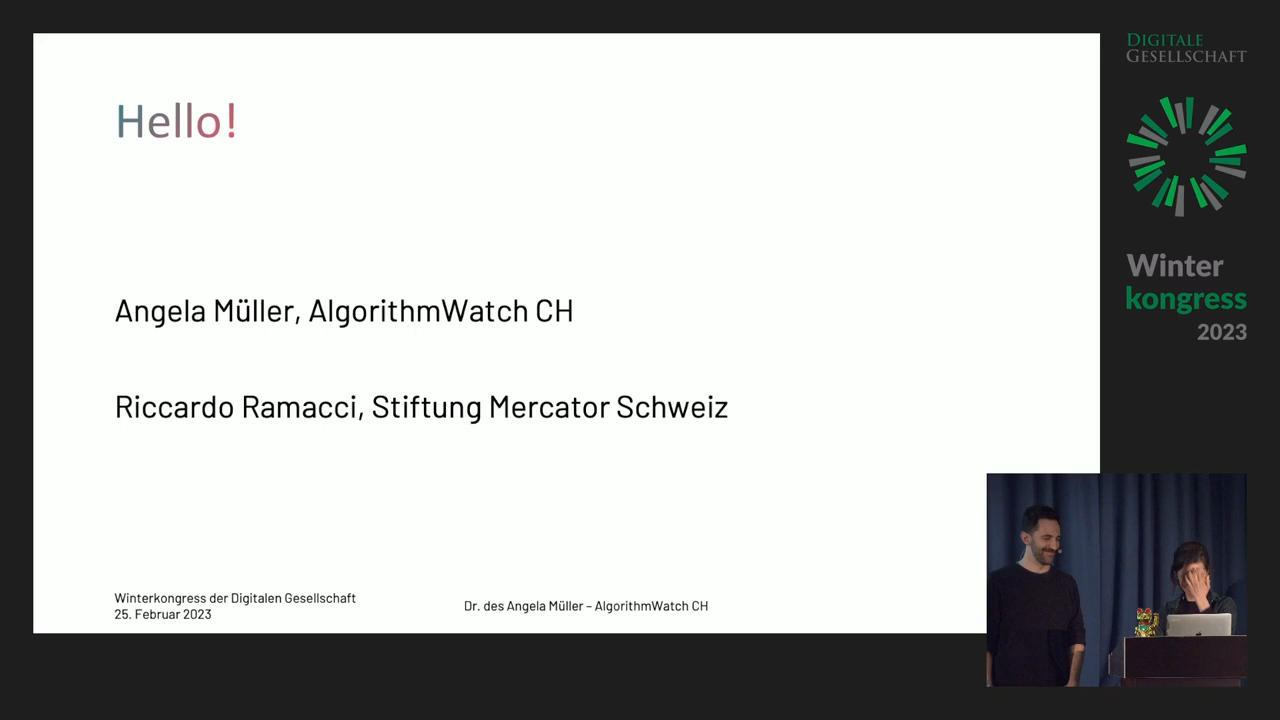 Hello!
Angela Müller, AlgorithmWatch CH
Riccardo Ramacci, Stiftung Mercator Schweiz
Winterkongress der Digitalen Gesellschaft
25. Februar 2023
Dr. des Angela Müller – AlgorithmWatch CH
DIGITALE
GESELLSCHAFT
Winter
kongress
2023